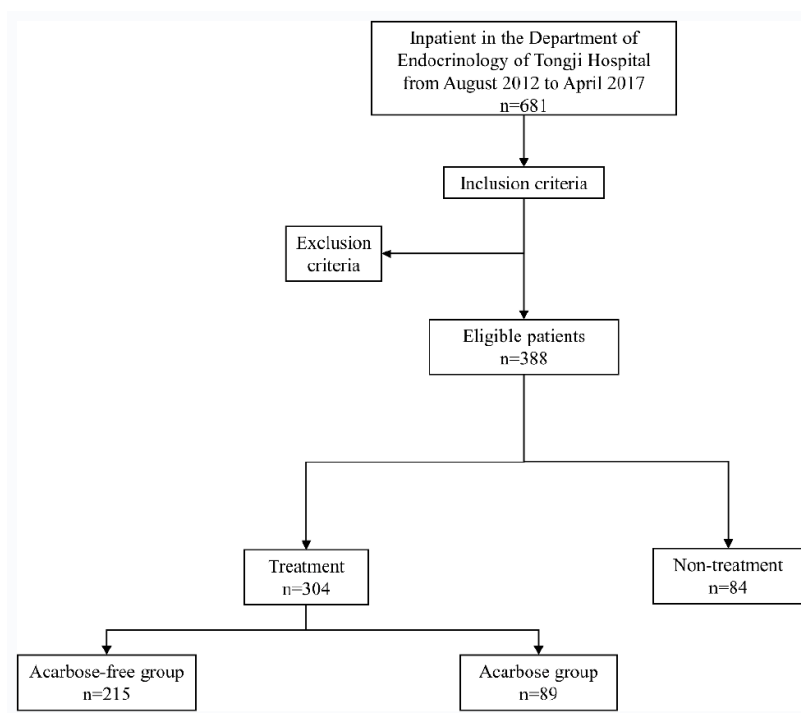 Inpatient in the Department of
Endocrinology of Tongji Hospital
from August 2012 to April 2017
n=681
Inclusion criteria
Exclusion
criteria
Eligible patients
n=388
Treatment
n=304
Non-treatment
n=84
Acarbose-free group
n=215
Acarbose group
n=89